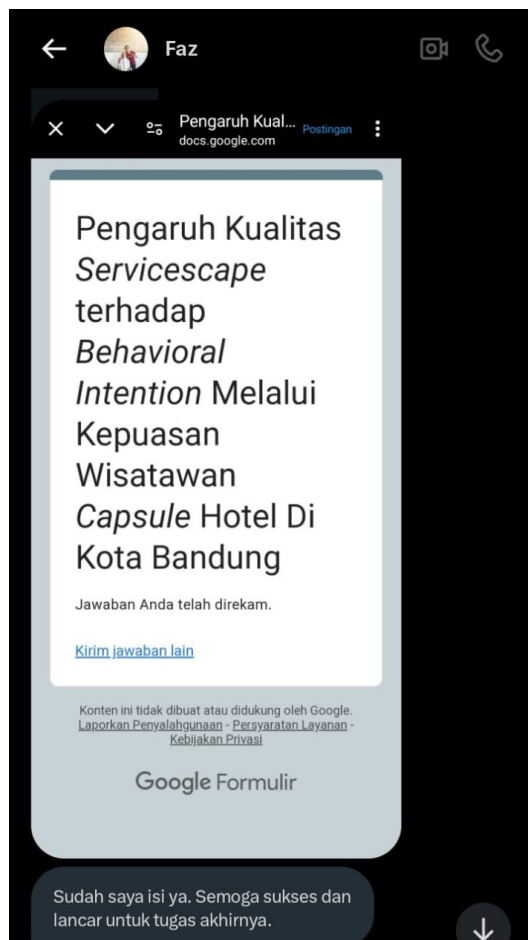 Faz
Pengaruh Kual... Postingan
docs.google.com
Pengaruh Kualitas
Servicescape
terhadap
Behavioral
Intention Melalui
Kepuasan
Wisatawan
Capsule Hotel Di
Kota Bandung
Jawaban Anda telah direkam.
Kirim jawaban lain
Konten ini tidak dibuat atau didukung oleh Google.
Laporkan Penyalahgunaan - Persyaratan Layanan -
Kebijakan Privasi
Google Formulir
Sudah saya isi ya. Semoga sukses dan
lancar untuk tugas akhirnya.